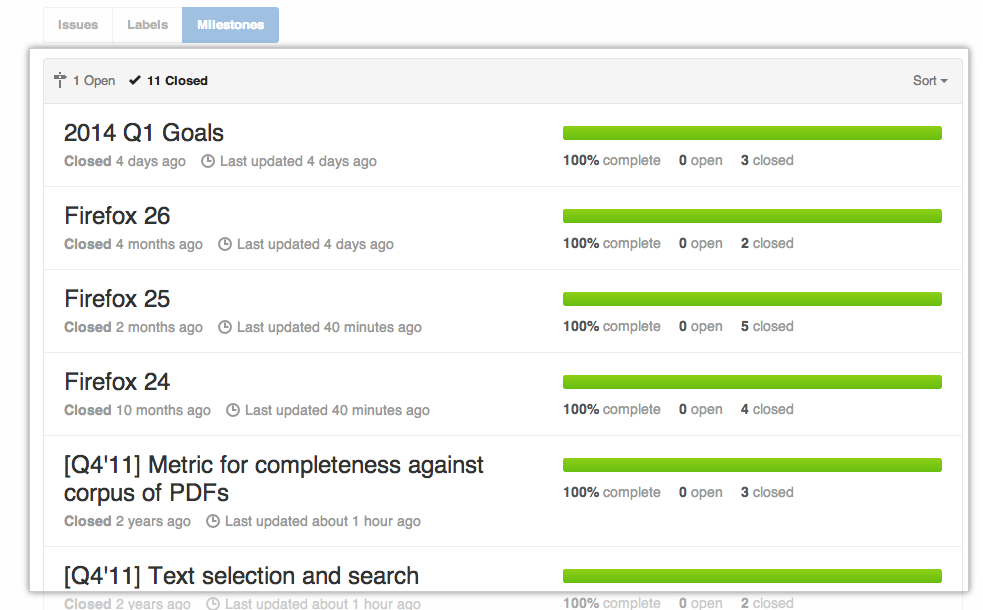 Issues Labels Milestones
1 Open 11 Closed Sort
2014 Q1 Goals
Closed 4 days ago Last updated 4 days ago
100% complete 0 open 3 closed
Firefox 26
Closed 4 months ago Last updated 4 days ago
100% complete 0 open 2 closed
Firefox 25
Closed 2 months ago Last updated 40 minutes ago
100% complete 0 open 5 closed
Firefox 24
Closed 10 months ago Last updated 40 minutes ago
100% complete 0 open 4 closed
[Q4'11] Metric for completeness against
corpus of PDFs
Closed 2 years ago Last updated about 1 hour ago
100% complete 0 open 3 closed
[Q4'11] Text selection and search
Closed 2 years ago Last updated about 1 hour ago
100% complete 0 open 2 closed